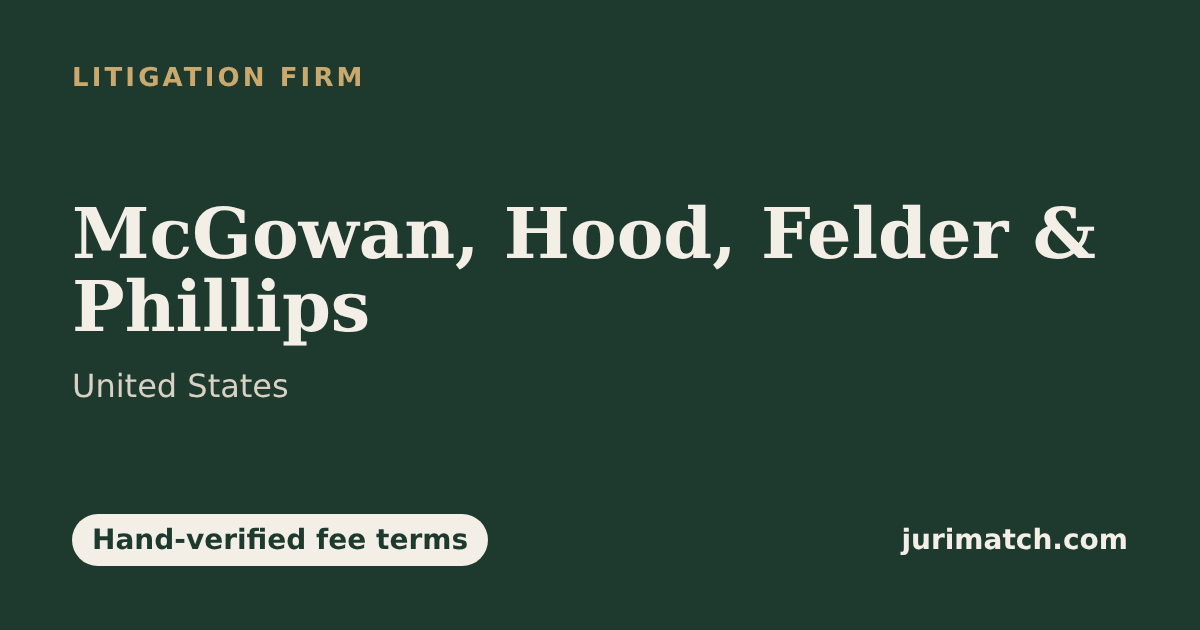 LITIGATION FIRM
McGowan, Hood, Felder &
Phillips
United States
Hand-verified fee terms
jurimatch.com